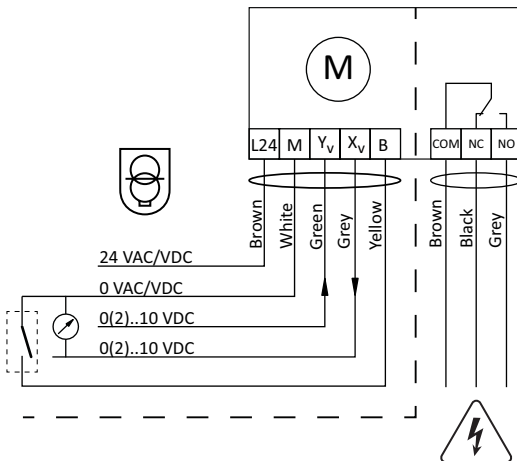 M
L24 M Yv Xv B COM NC NO
Brown White Green Grey Yellow Brown Black Grey
24 VAC/VDC
0 VAC/VDC
0(2)..10 VDC
0(2)..10 VDC